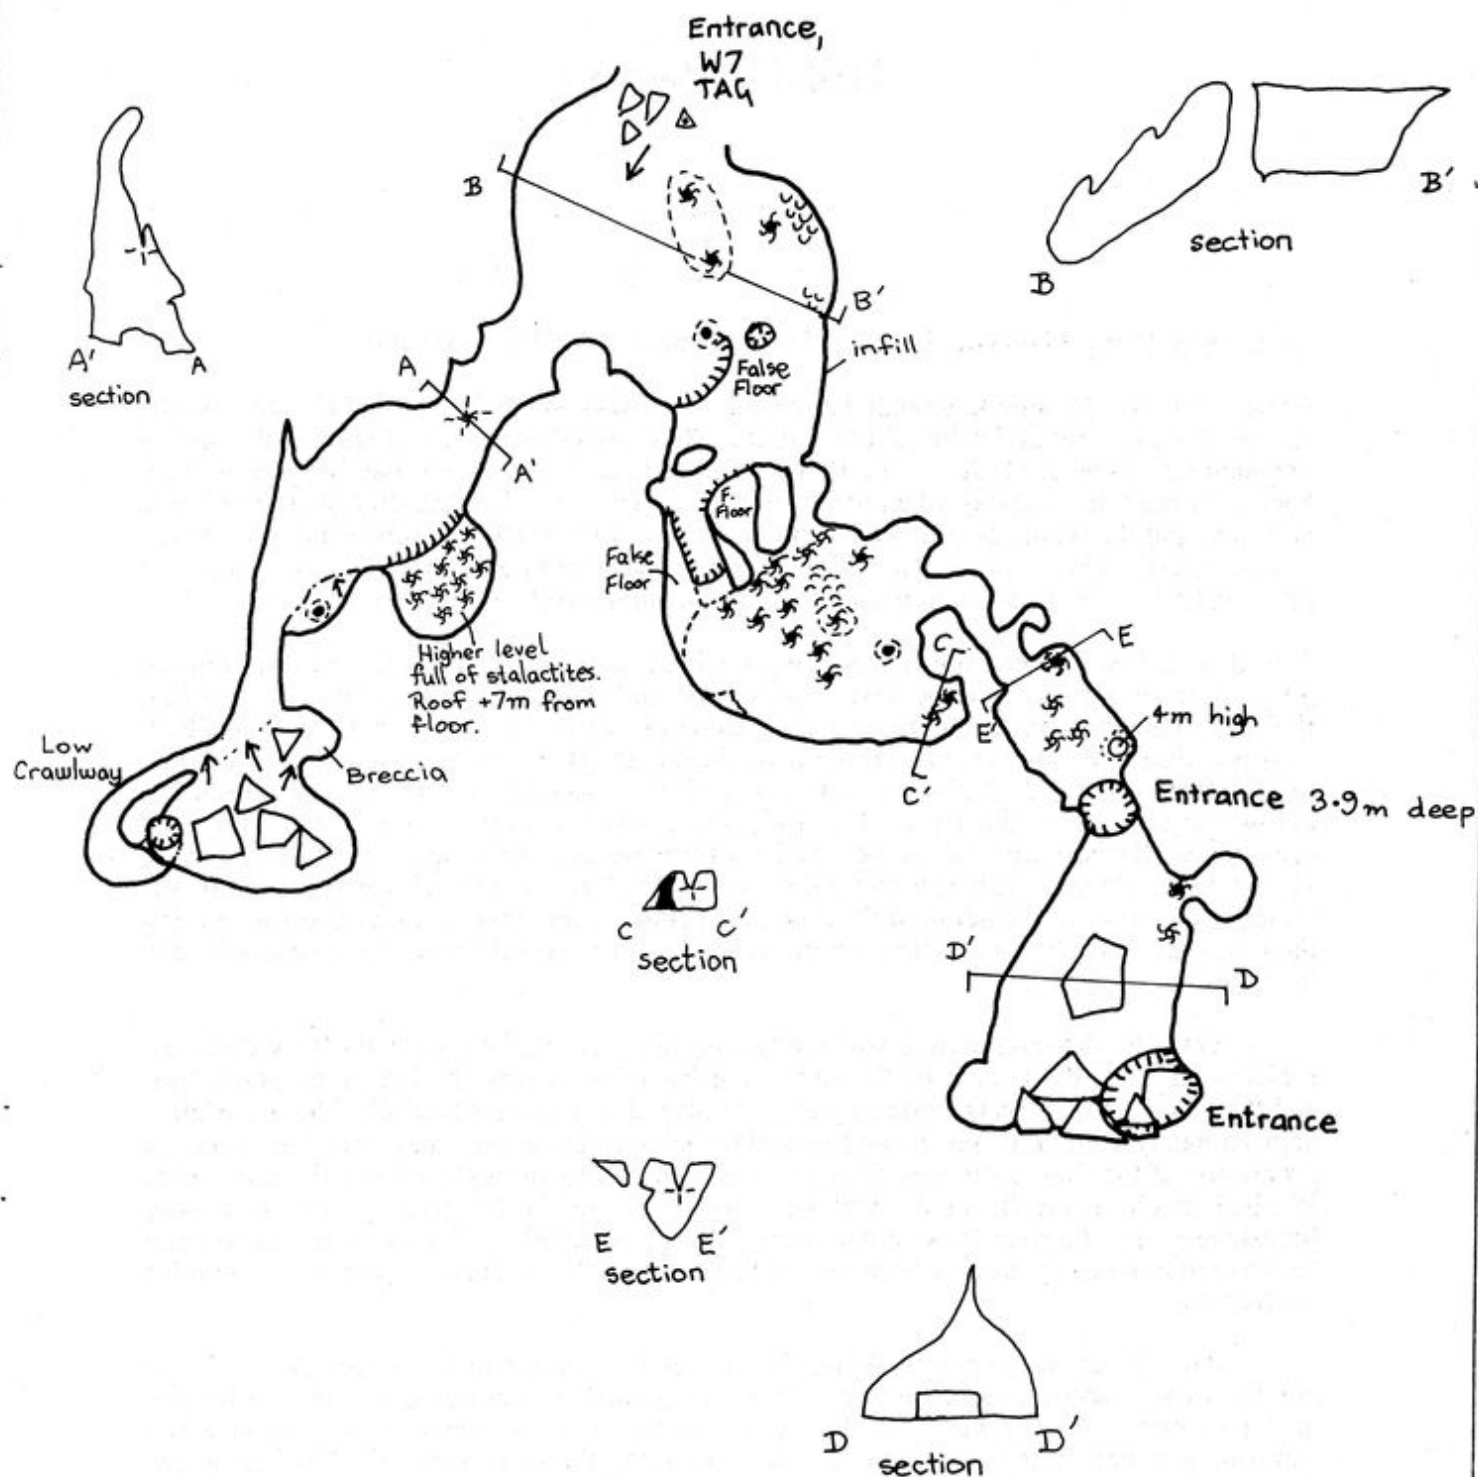 Entrance,
W7
TAG
B
B'
section
B
B'
A'
A
section
infill
False
Floor
A
A'
F.
Floor
False
Floor
Higher level
full of stalactites.
Roof +7m from
floor.
C
E
E'
C'
4m high
Low
Crawlway
Breccia
Entrance 3.9m deep
C
C'
section
D'
D
Entrance
E
E'
section
D
D'
section